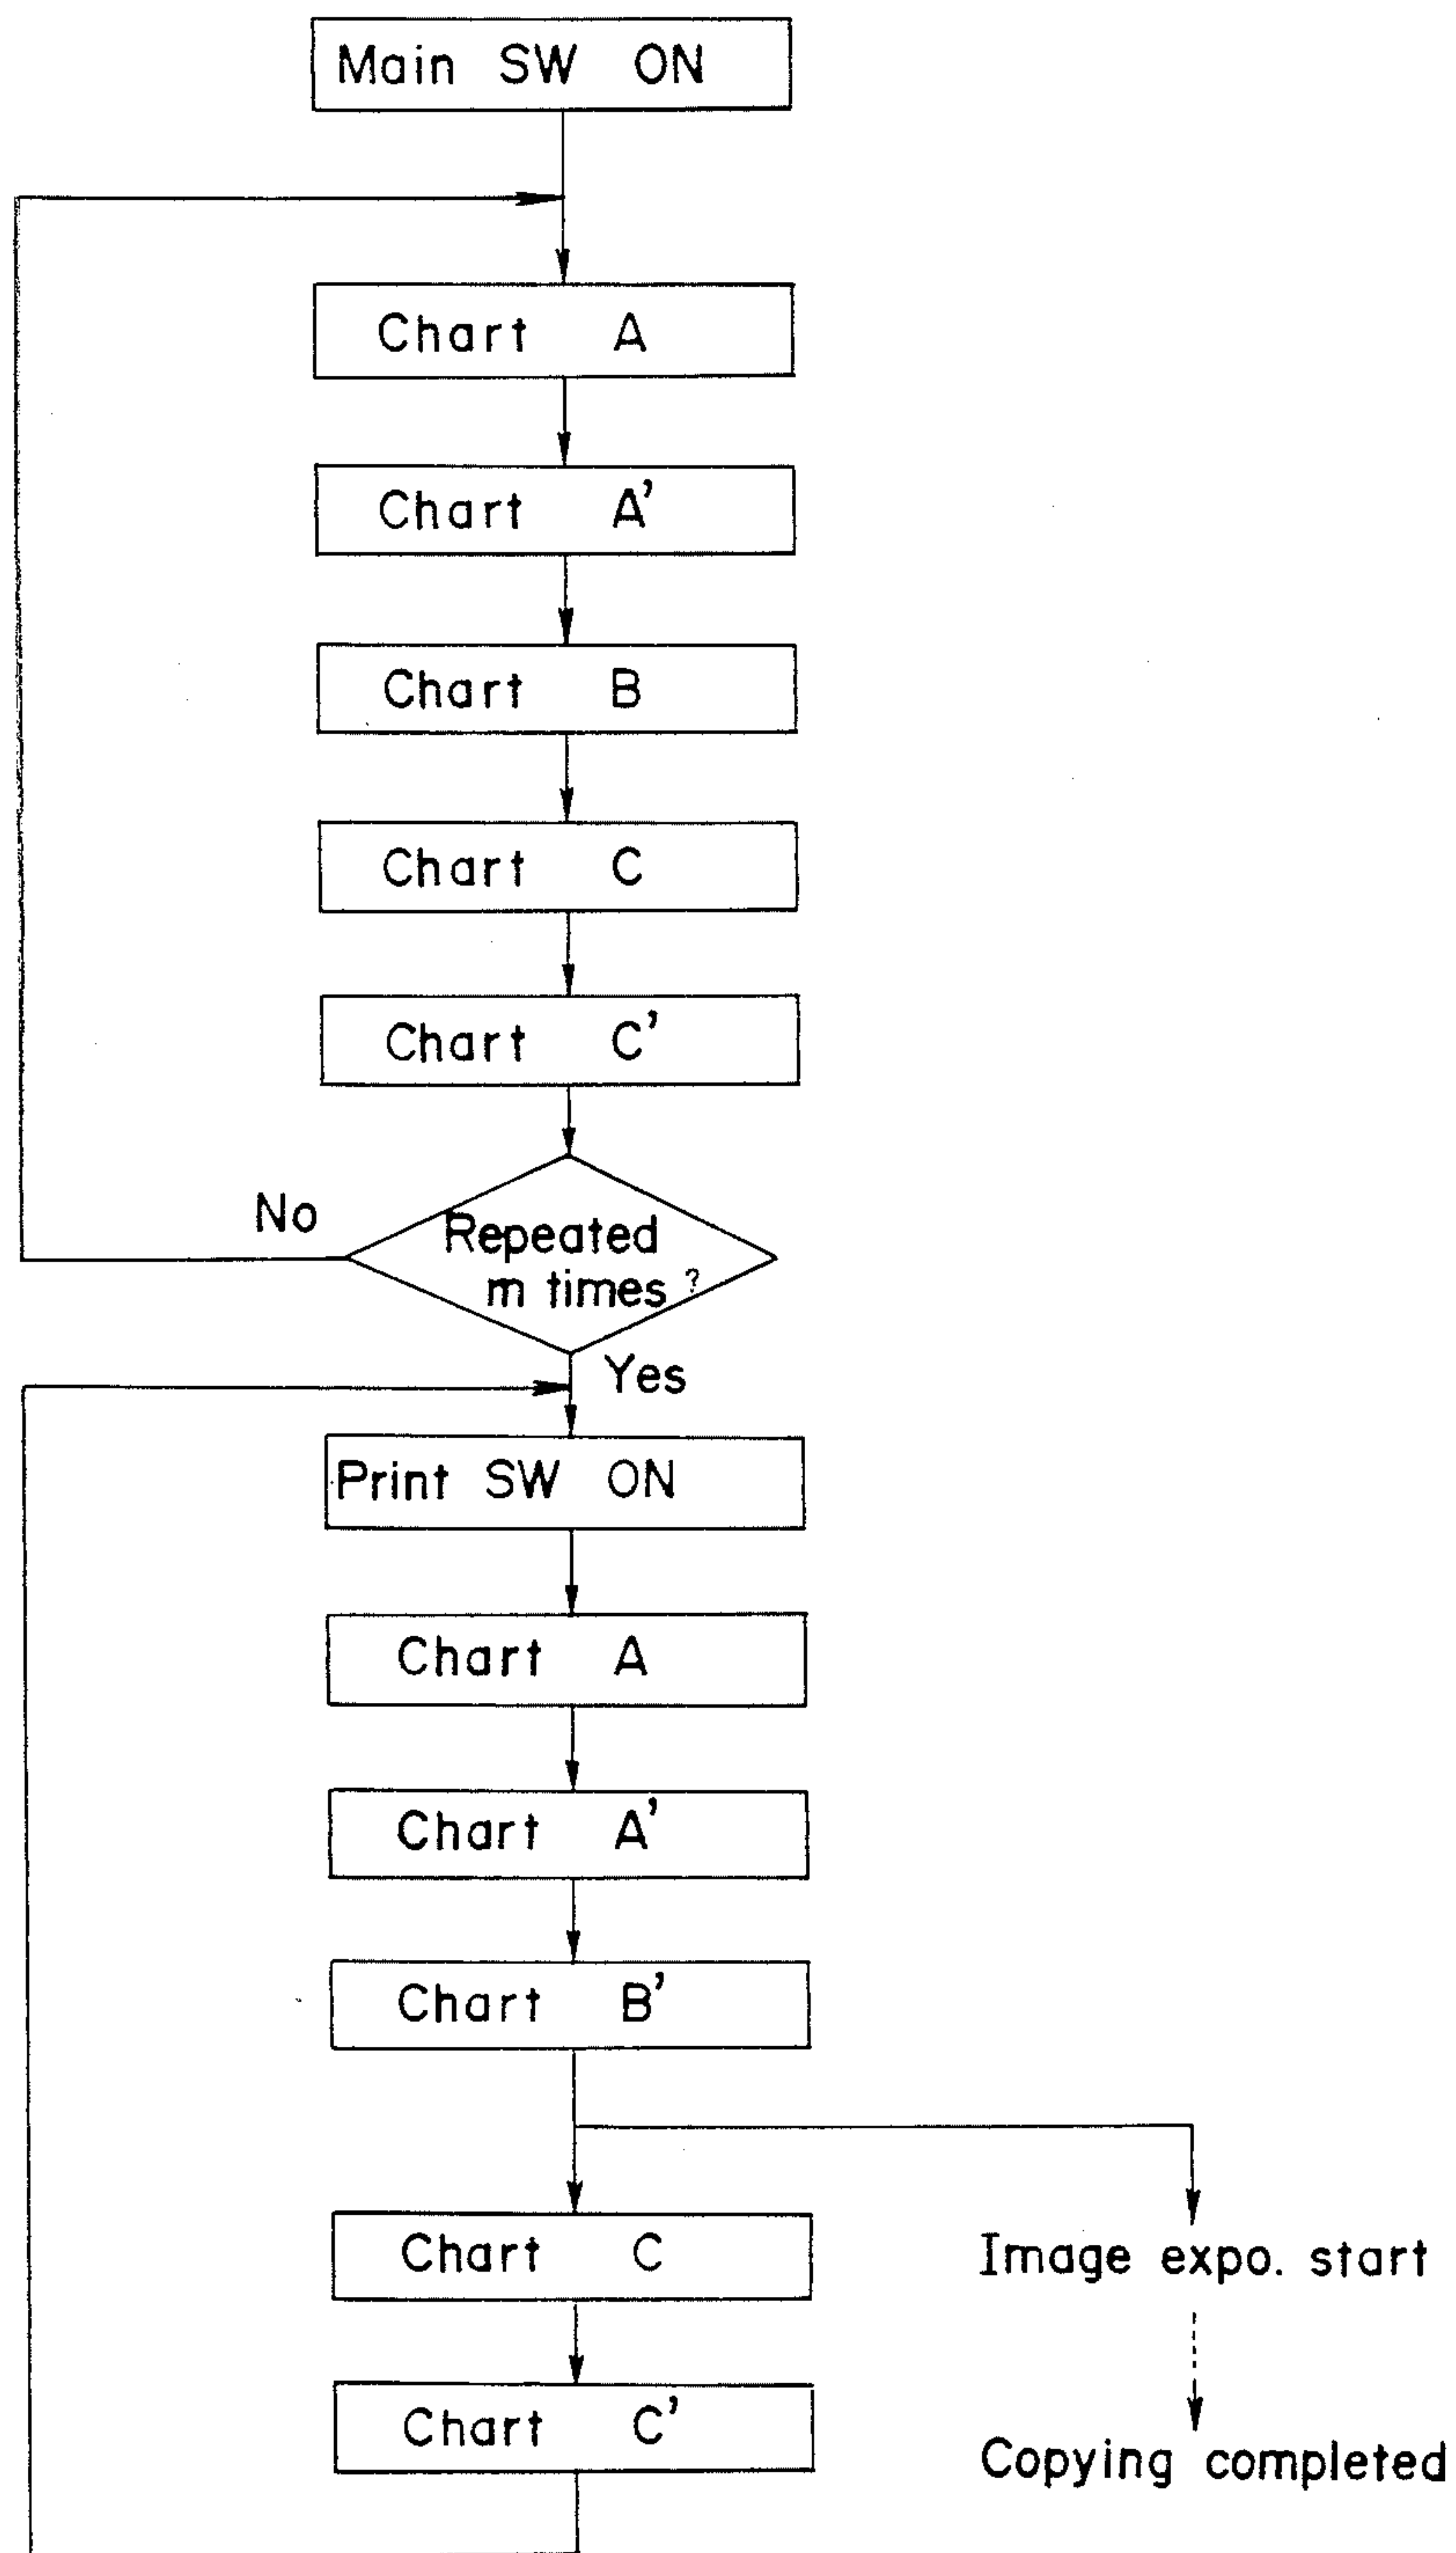 Main SW ON
Chart A
Chart A'
Chart B
Chart C
Chart C'
No
Repeated
m times ?
Yes
Print SW ON
Chart A
Chart A'
Chart B'
Chart C
Image expo. start
Chart C'
Copying completed